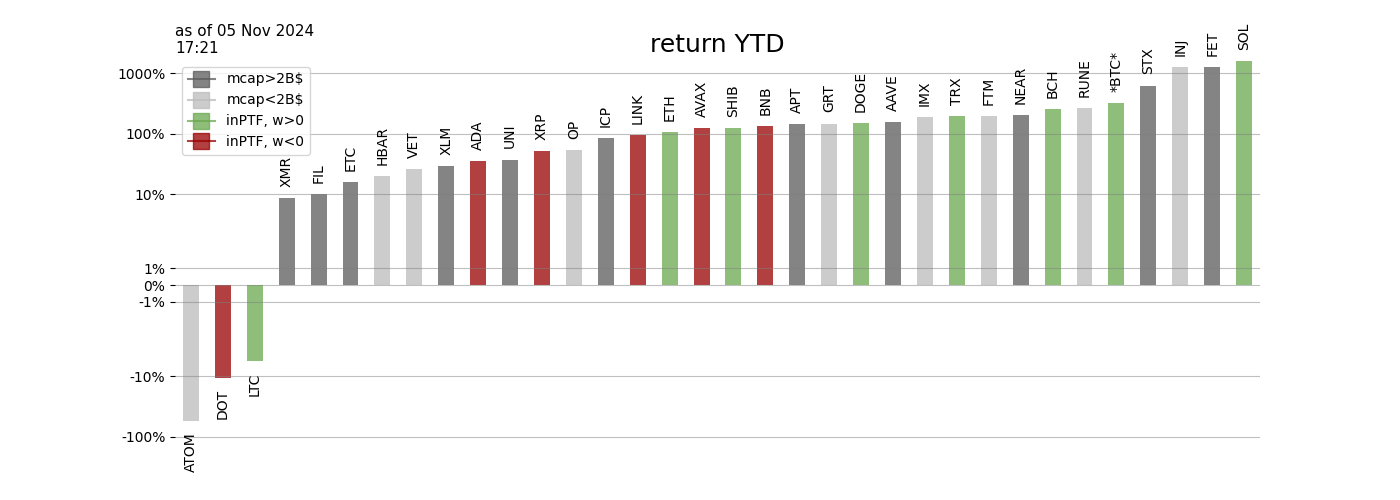 as of 05 Nov 2024
17:21
return YTD
mcap>2B$
mcap<2B$
inPTF, w>0
inPTF, w<0
1000%
100%
10%
1%
0%
-1%
-10%
-100%
ATOM
DOT
LTC
XMR
FIL
ETC
HBAR
VET
XLM
ADA
UNI
XRP
OP
ICP
LINK
ETH
AVAX
SHIB
BNB
APT
GRT
DOGE
AAVE
IMX
TRX
FTM
NEAR
BCH
RUNE
*BTC*
STX
INJ
FET
SOL